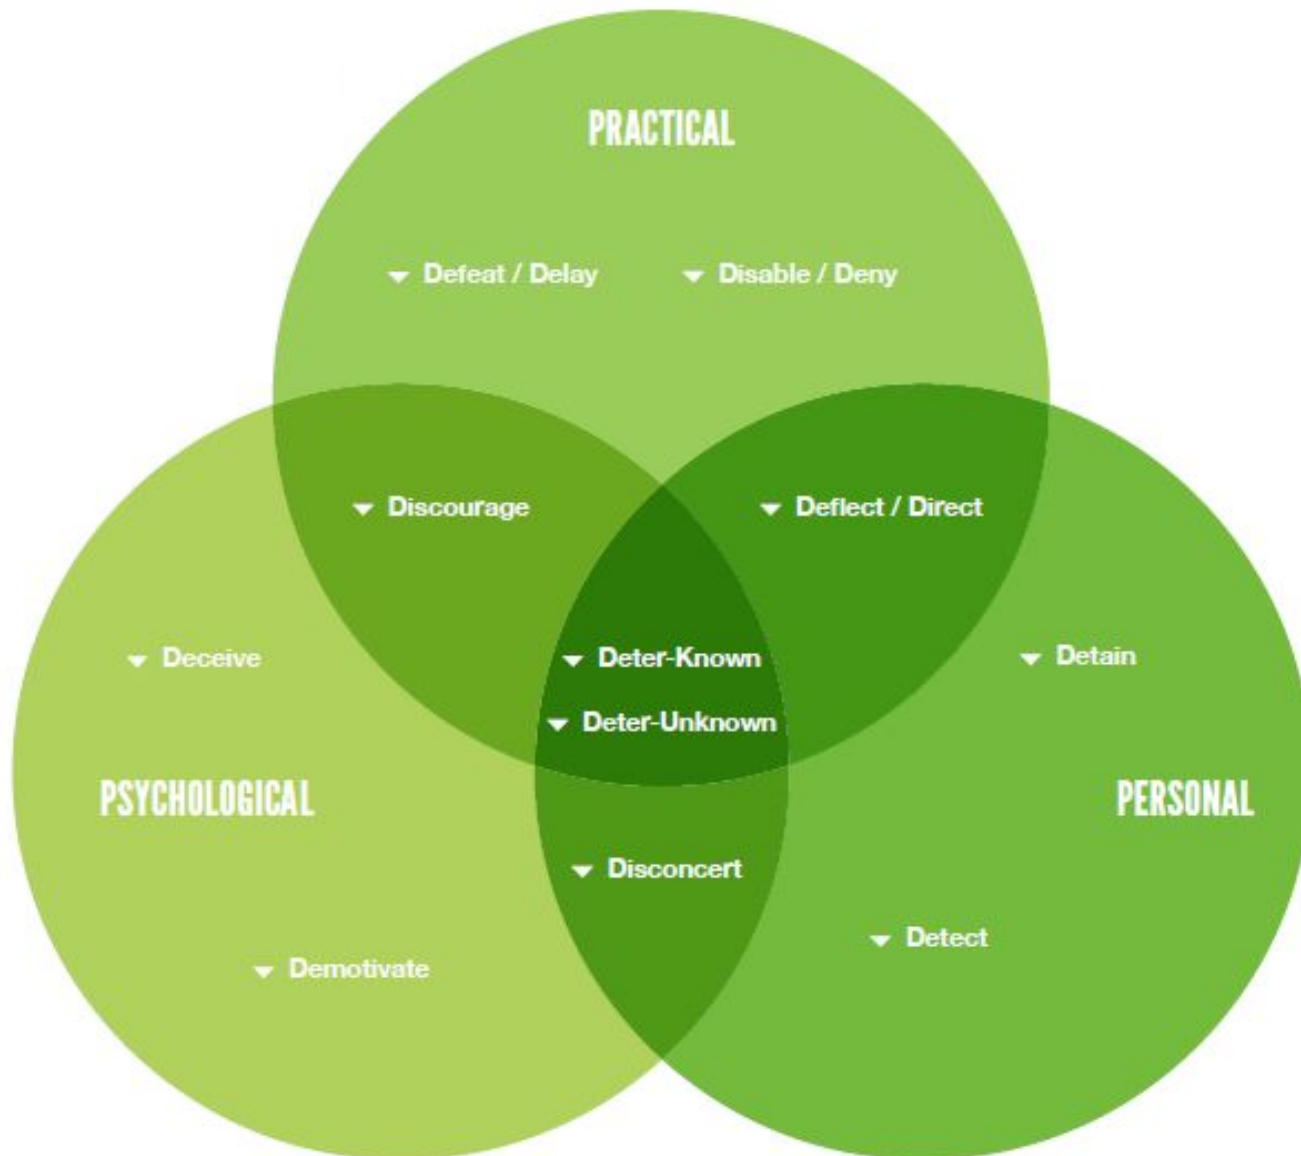 PRACTICAL
Defeat / Delay
Disable / Deny
Discourage
Deflect / Direct
Deceive
Deter-Known
Detain
Deter-Unknown
PSYCHOLOGICAL
PERSONAL
Disconcert
Detect
Demotivate